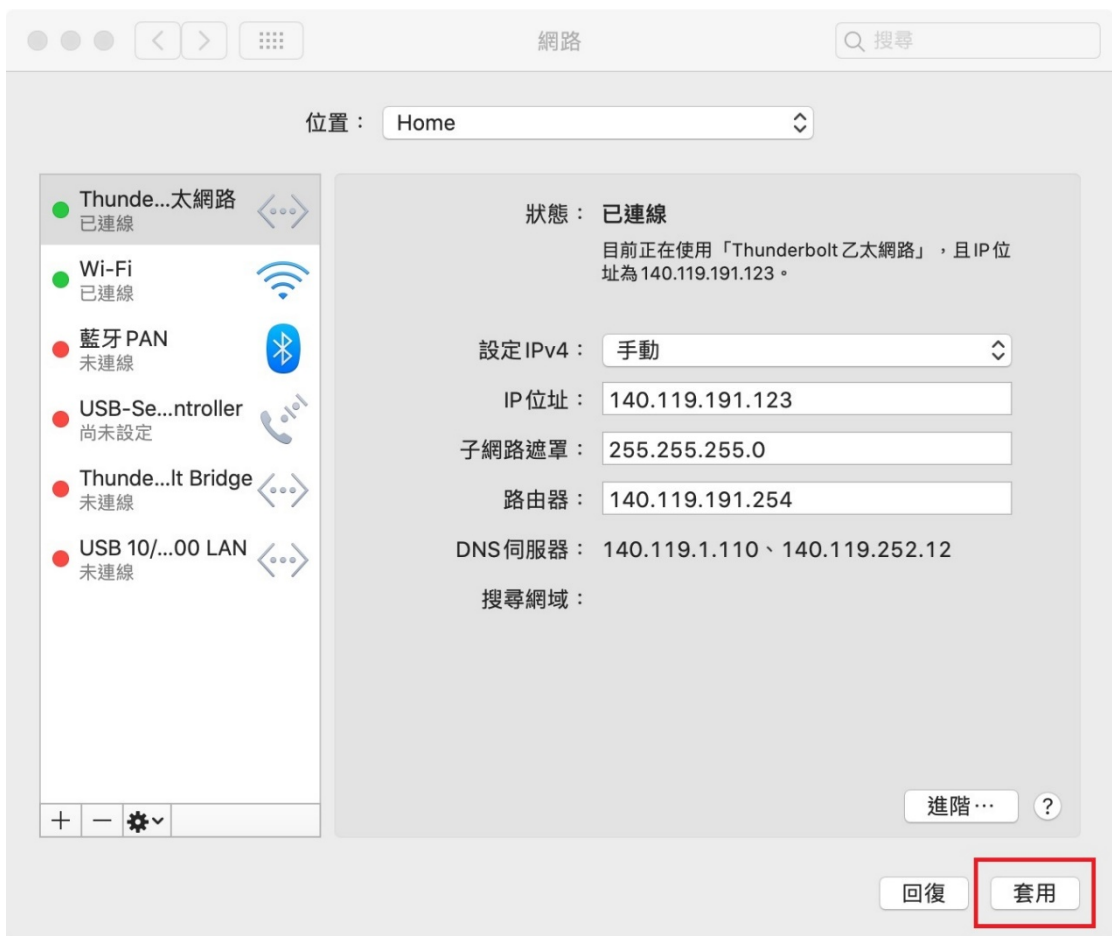 網路
搜尋
位置： Home
Thunde...太網路
已連線
Wi-Fi
已連線
藍牙 PAN
未連線
USB-Se...ntroller
尚未設定
Thunde...lt Bridge
未連線
USB 10/...00 LAN
未連線
狀態： 已連線
目前正在使用「Thunderbolt 乙太網路」，且 IP 位
址為 140.119.191.123。
設定 IPv4： 手動
IP 位址： 140.119.191.123
子網路遮罩： 255.255.255.0
路由器： 140.119.191.254
DNS 伺服器： 140.119.1.110、140.119.252.12
搜尋網域：
進階…
?
回復
套用